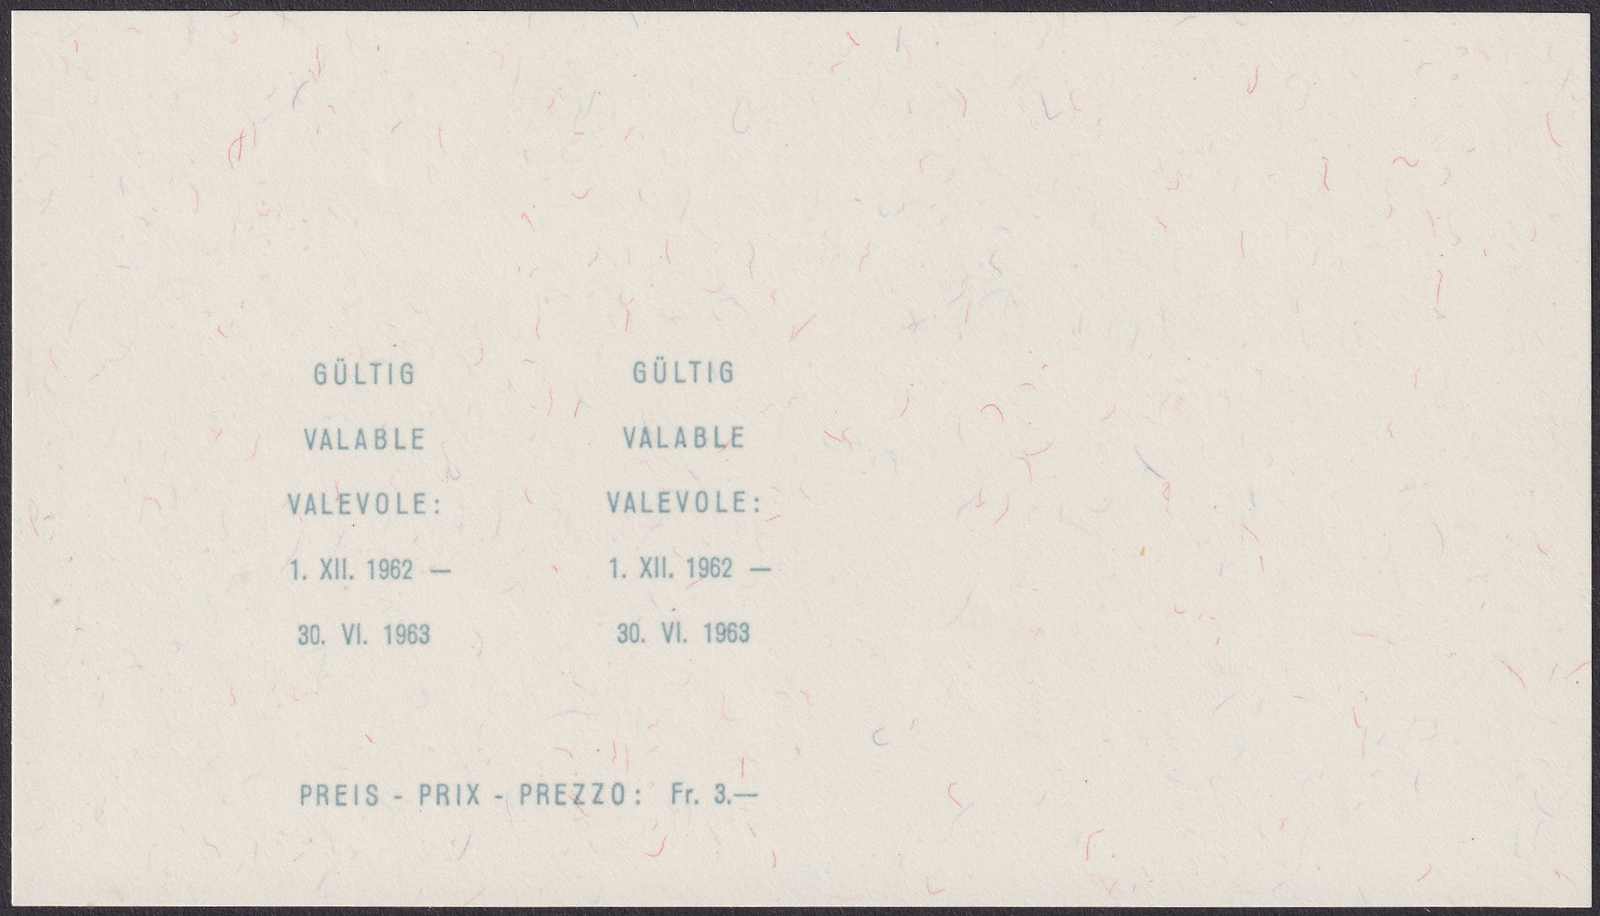 GÜLTIG
VALABLE
VALEVOLE:
1. XII. 1962 —
30. VI. 1963
GÜLTIG
VALABLE
VALEVOLE:
1. XII. 1962 —
30. VI. 1963
PREIS - PRIX - PREZZO: Fr. 3.—